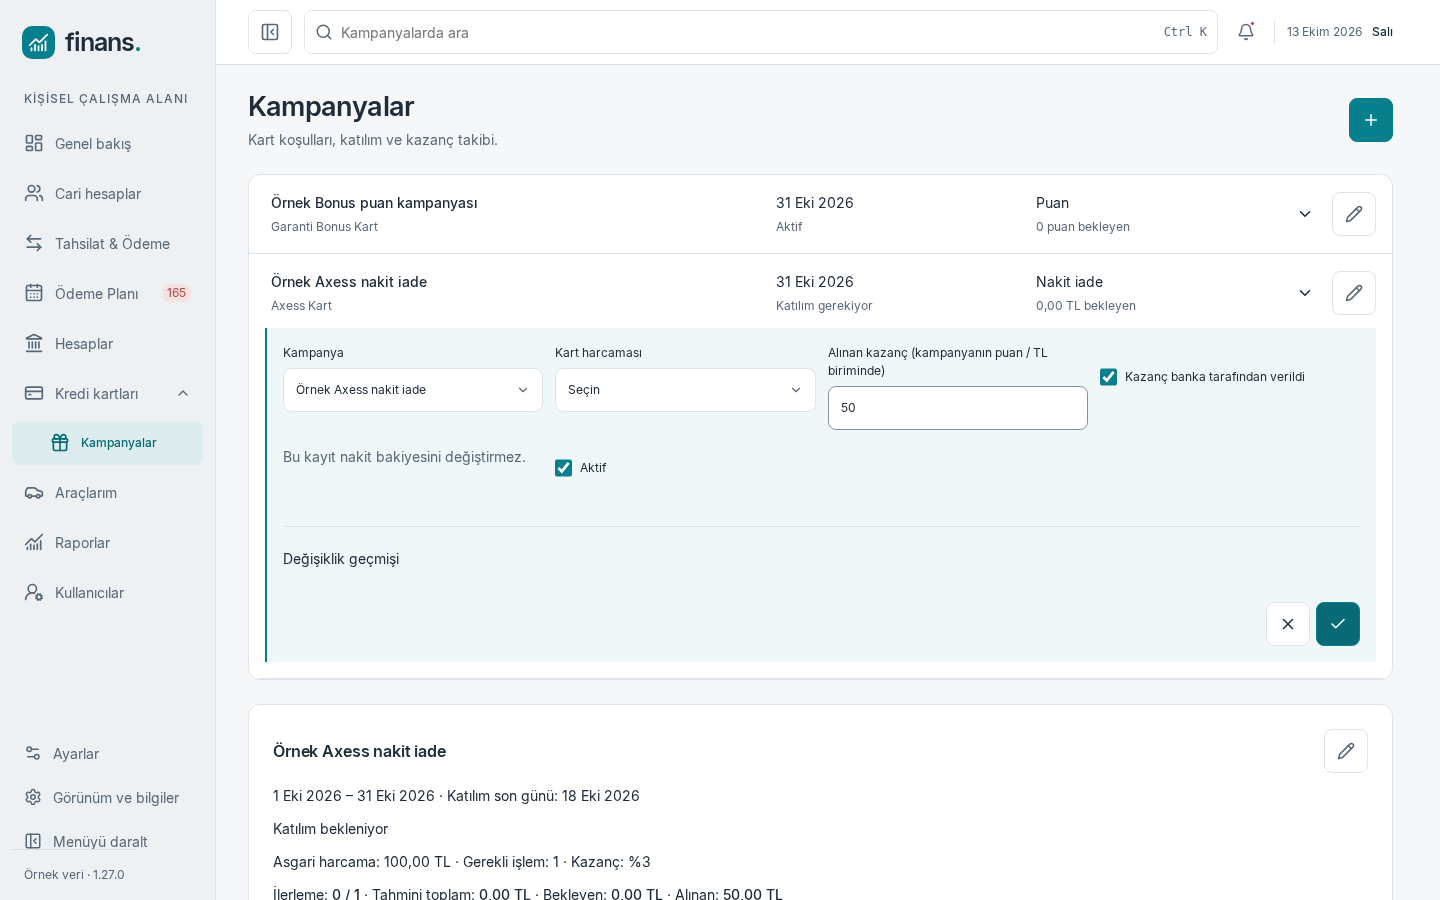 finans.
Kampanyalarda ara
Ctrl K
13 Ekim 2026 Salı
KİŞİSEL ÇALIŞMA ALANI
Genel bakış
Cari hesaplar
Tahsilat & Ödeme
Ödeme Planı 165
Hesaplar
Kredi kartları
Kampanyalar
Araçlarım
Raporlar
Kullanıcılar
Ayarlar
Görünüm ve bilgiler
Menüyü daralt
Örnek veri · 1.27.0
Kampanyalar
Kart koşulları, katılım ve kazanç takibi.
Örnek Bonus puan kampanyası
Garanti Bonus Kart
31 Eki 2026
Aktif
Puan
0 puan bekleyen
Örnek Axess nakit iade
Axess Kart
31 Eki 2026
Katılım gerekiyor
Nakit iade
0,00 TL bekleyen
Kampanya
Örnek Axess nakit iade
Kart harcaması
Seçin
Alınan kazanç (kampanyanın puan / TL
biriminde)
50
Kazanç banka tarafından verildi
Bu kayıt nakit bakiyesini değiştirmez.
Aktif
Değişiklik geçmişi
Örnek Axess nakit iade
1 Eki 2026 – 31 Eki 2026 · Katılım son günü: 18 Eki 2026
Katılım bekleniyor
Asgari harcama: 100,00 TL · Gerekli işlem: 1 · Kazanç: %3
İlerleme: 0 / 1 · Tahmini toplam: 0,00 TL · Bekleyen: 0,00 TL · Alınan: 50,00 TL